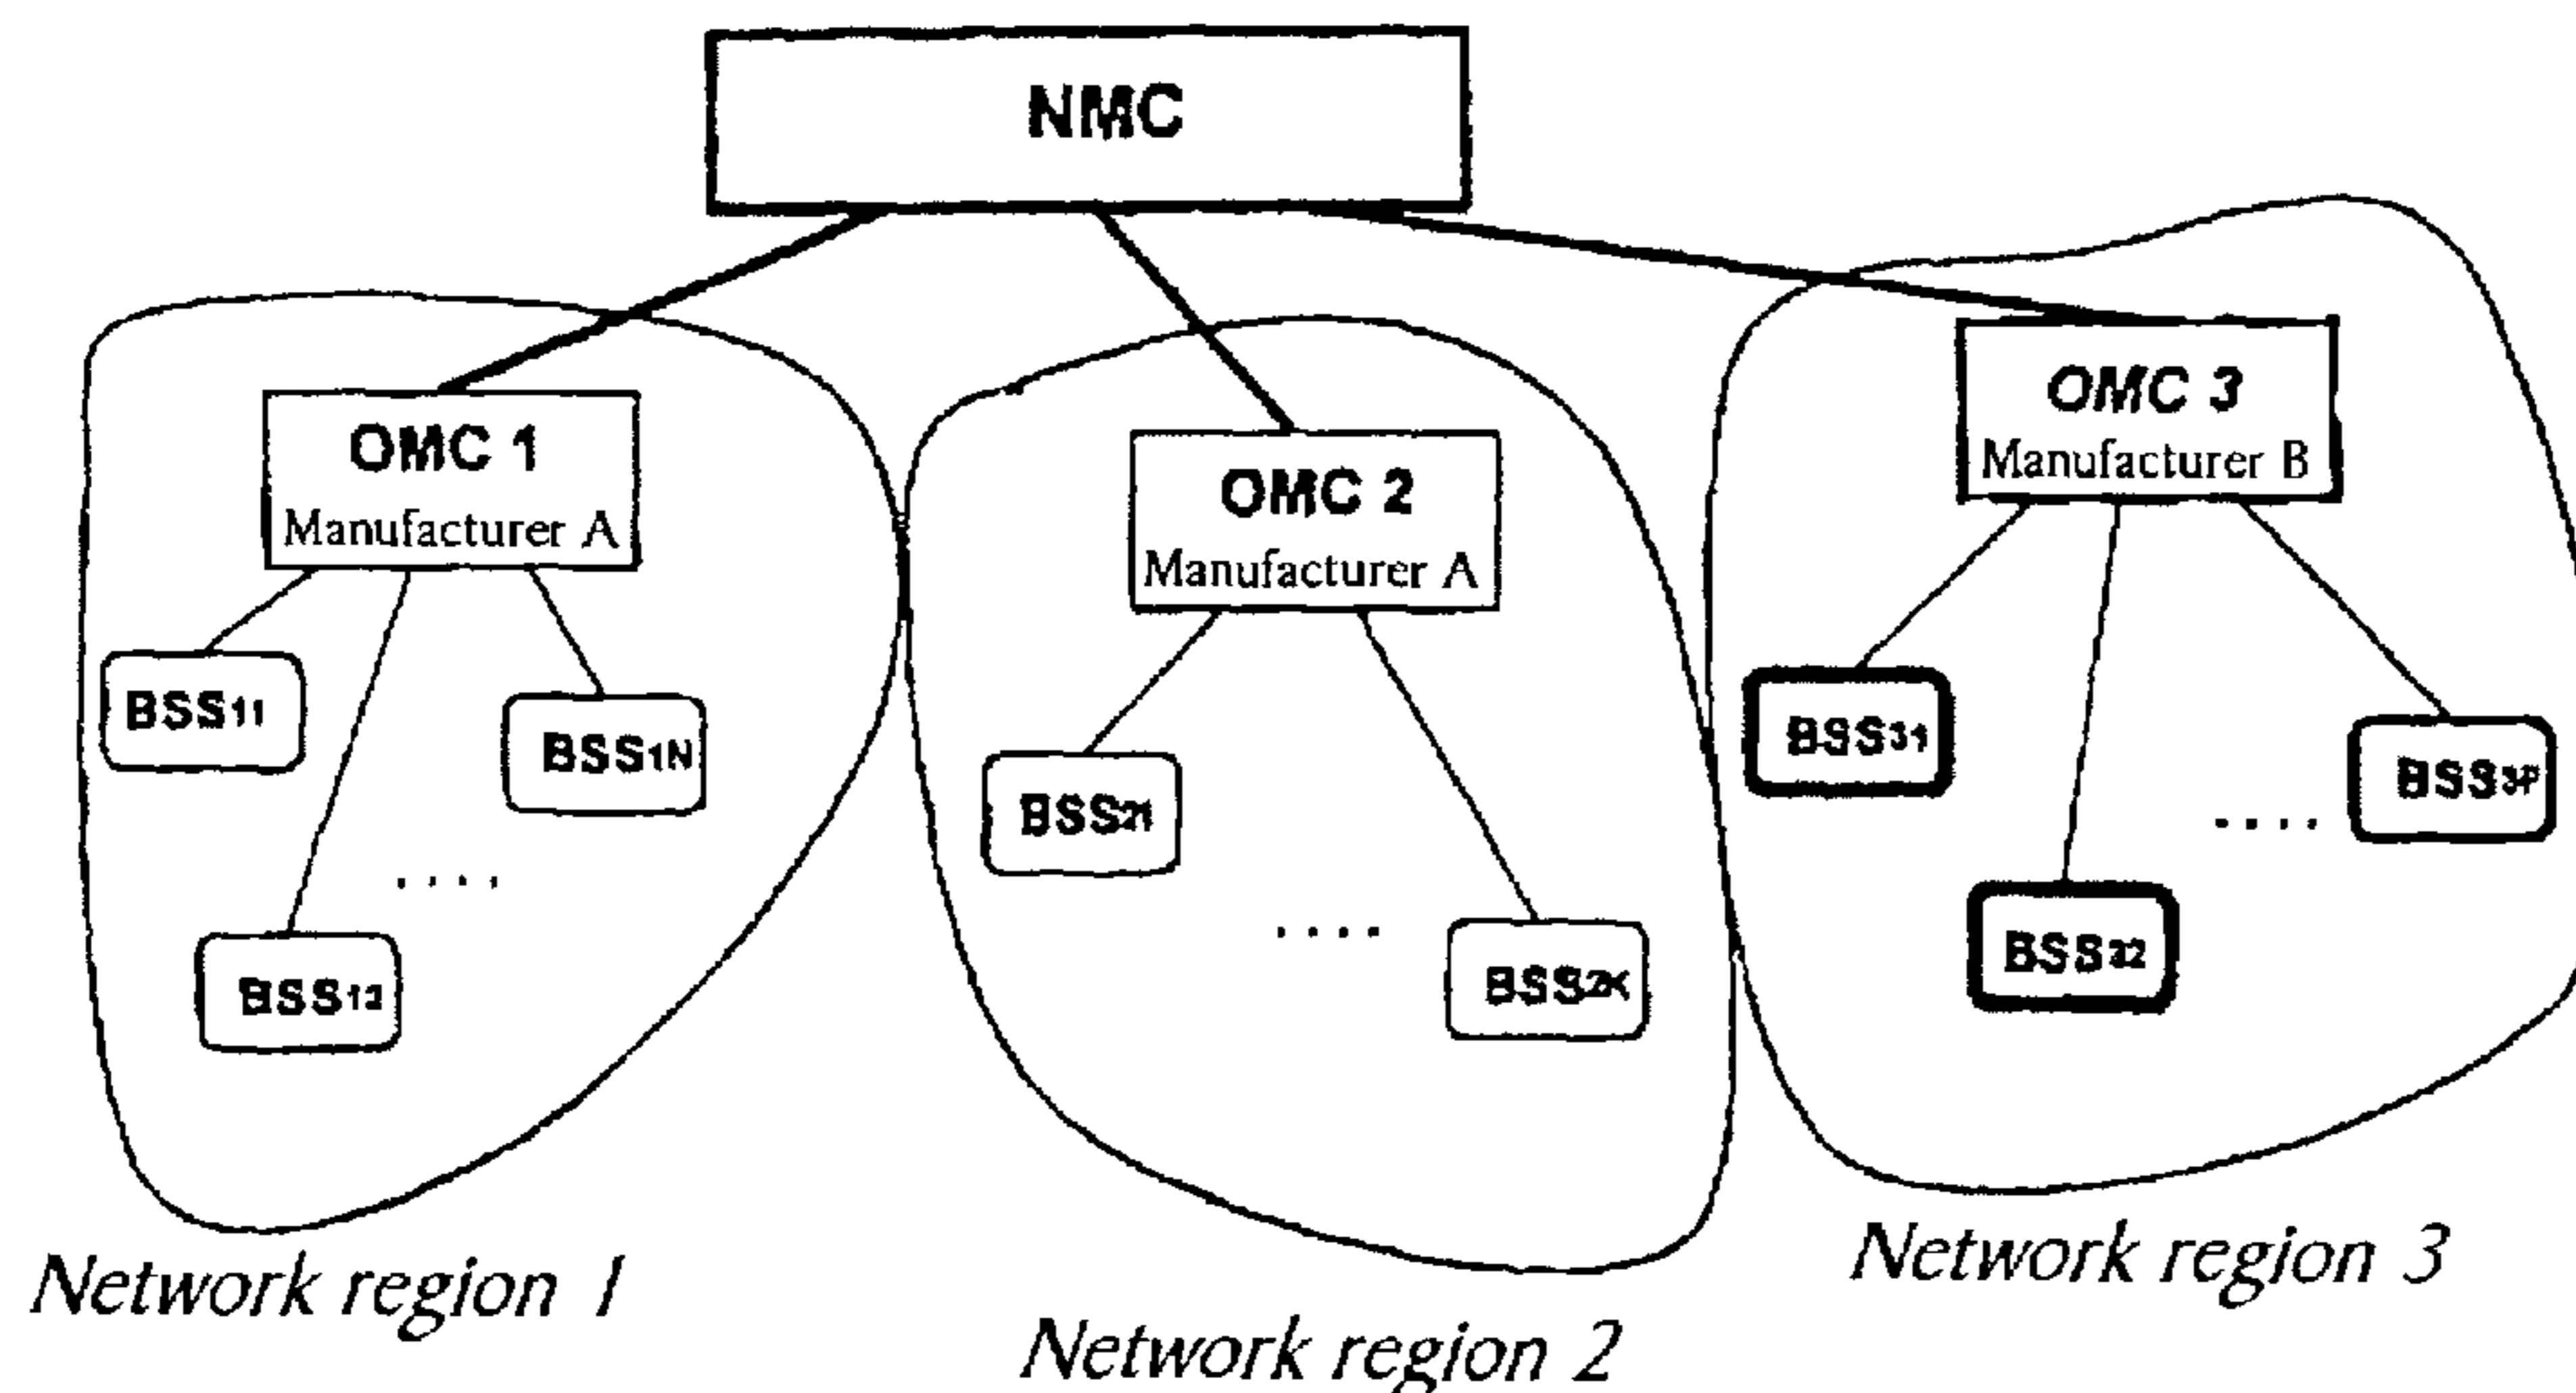 NMC
OMC 1
Manufacturer A
OMC 2
Manufacturer A
OMC 3
Manufacturer B
BSS11
BSS12
....
BSS1N
BSS21
....
BSS2K
BSS31
BSS32
....
BSS3P
Network region 1
Network region 2
Network region 3